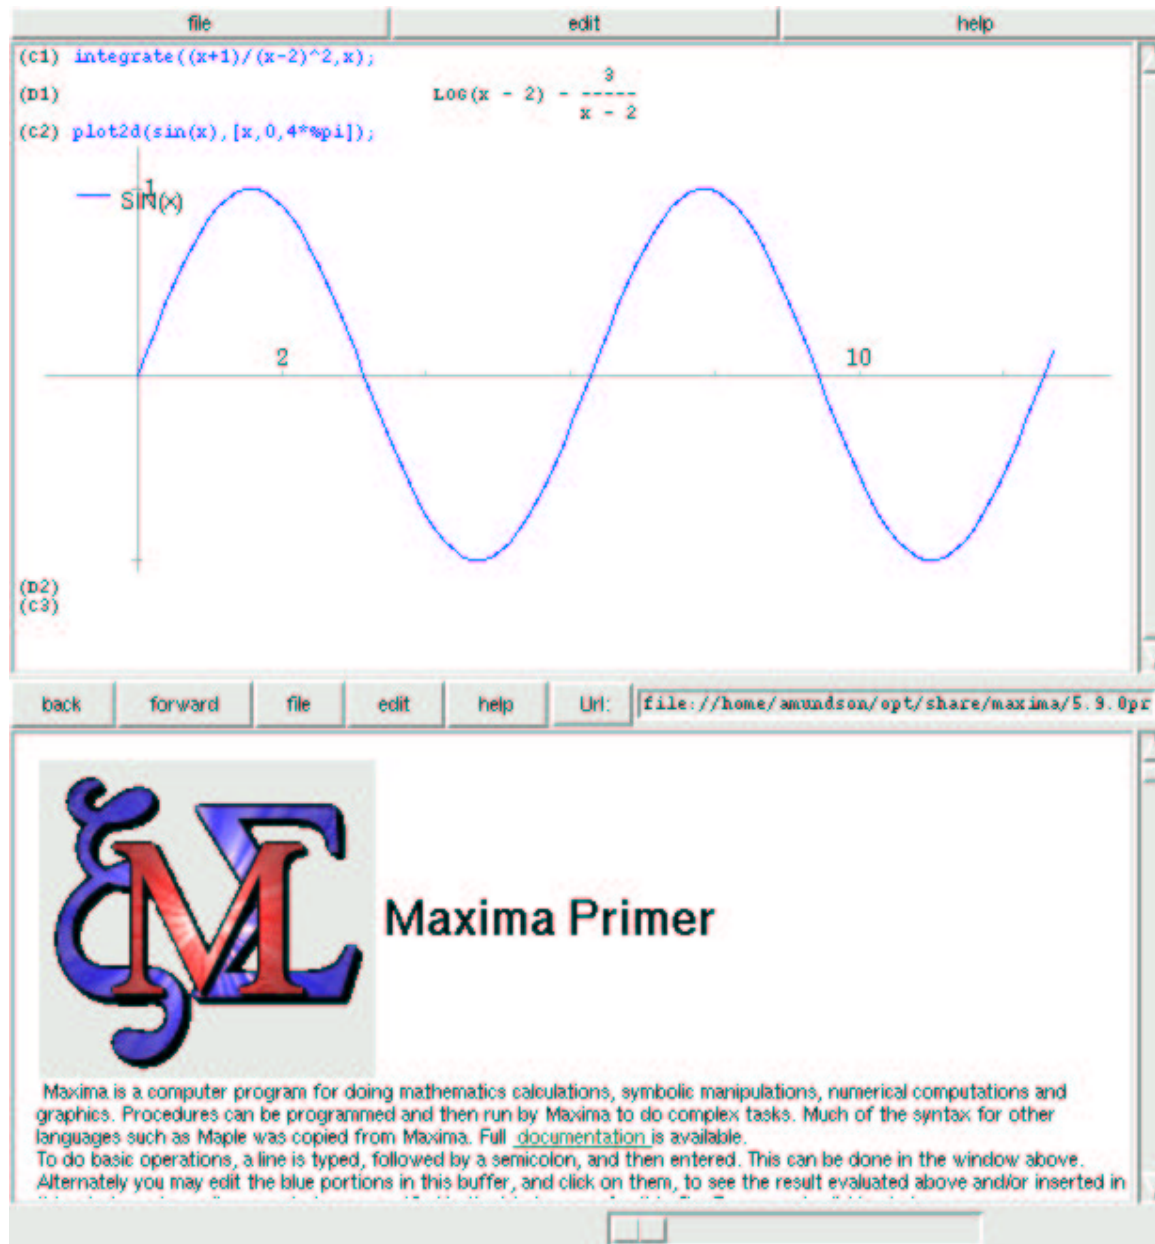 file edit help
(C1) integrate((x+1)/(x-2)^2,x);
3
(D1) LOG(x - 2) - -----
x - 2
(C2) plot2d(sin(x),[x,0,4*%pi]);
1
SIN(x)
2 10
(D2)
(C3)
back forward file edit help Url: file://home/amundson/opt/share/maxima/5.9.0pr
Maxima Primer
Maxima is a computer program for doing mathematics calculations, symbolic manipulations, numerical computations and
graphics. Procedures can be programmed and then run by Maxima to do complex tasks. Much of the syntax for other
languages such as Maple was copied from Maxima. Full documentation is available.
To do basic operations, a line is typed, followed by a semicolon, and then entered. This can be done in the window above.
Alternately you may edit the blue portions in this buffer, and click on them, to see the result evaluated above and/or inserted in